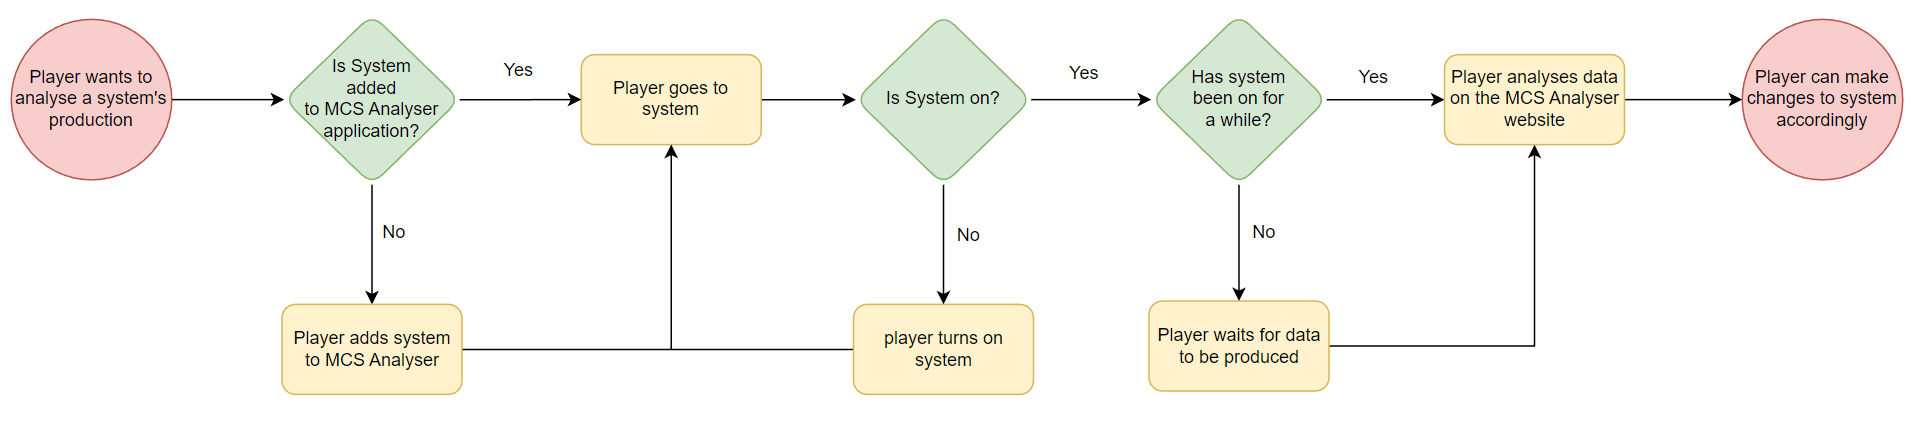 Player wants to
analyse a system's
production
Is System
added
to MCS Analyser
application?
Yes
No
Player adds system
to MCS Analyser
Player goes to
system
Is System on?
Yes
No
player turns on
system
Has system
been on for
a while?
Yes
No
Player waits for data
to be produced
Player analyses data
on the MCS Analyser
website
Player can make
changes to system
accordingly